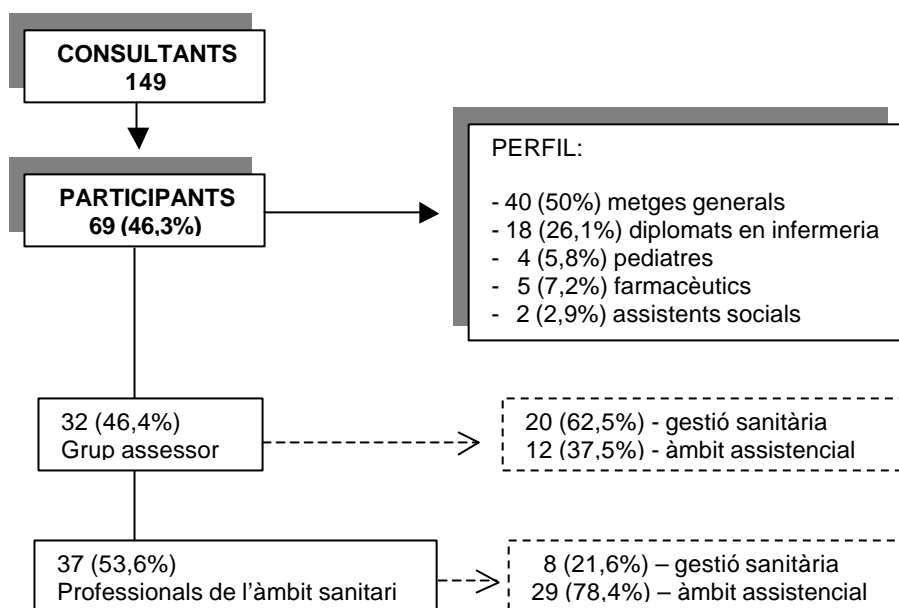 CONSULTANTS
149
PARTICIPANTS
69 (46,3%)
PERFIL:
- 40 (50%) metges generals
- 18 (26,1%) diplomats en infermeria
- 4 (5,8%) pediatres
- 5 (7,2%) farmacèutics
- 2 (2,9%) assistents socials
32 (46,4%)
Grup assessor
20 (62,5%) - gestió sanitària
12 (37,5%) - àmbit assistencial
37 (53,6%)
Professionals de l'àmbit sanitari
8 (21,6%) – gestió sanitària
29 (78,4%) – àmbit assistencial